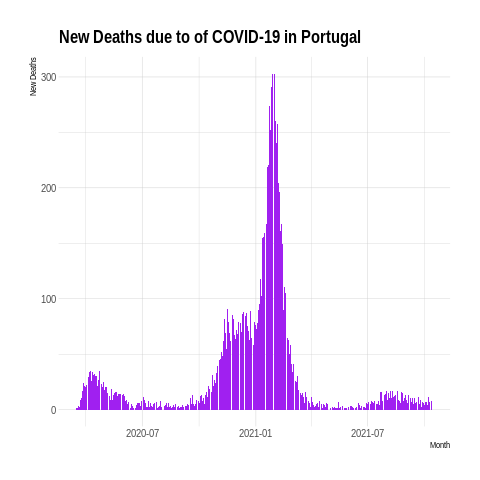 New Deaths due to of COVID-19 in Portugal
New Deaths
300
200
100
0
2020-07
2021-01
2021-07
Month